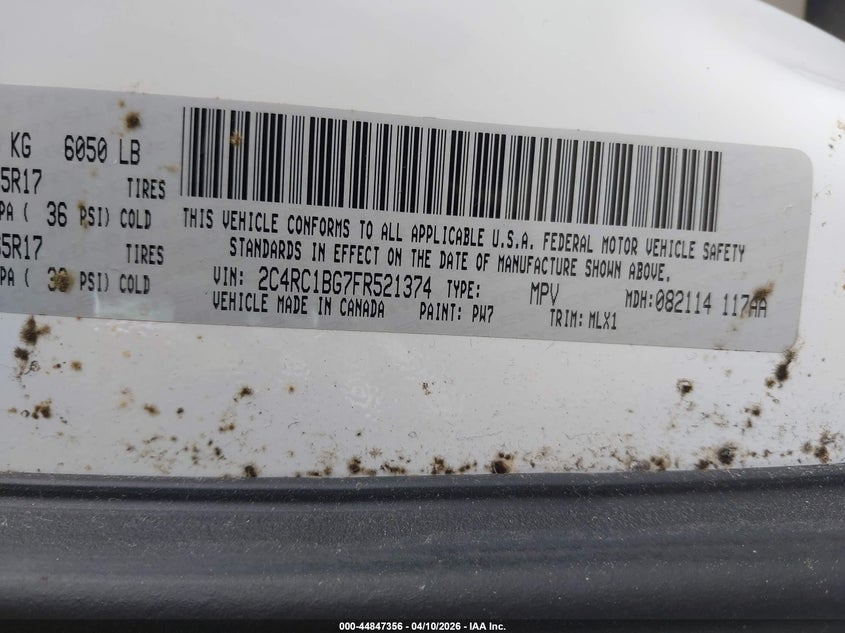 KG 6050 LB
5R17 TIRES
PA ( 36 PSI) COLD
5R17 TIRES
PA ( 36 PSI) COLD
THIS VEHICLE CONFORMS TO ALL APPLICABLE U.S.A. FEDERAL MOTOR VEHICLE SAFETY
STANDARDS IN EFFECT ON THE DATE OF MANUFACTURE SHOWN ABOVE.
VIN: 2C4RC1BG7FR521374 TYPE: MPV MDH:082114 117AA
VEHICLE MADE IN CANADA PAINT: PW7 TRIM: MLX1
000-44847356 - 04/10/2026 - IAA Inc.